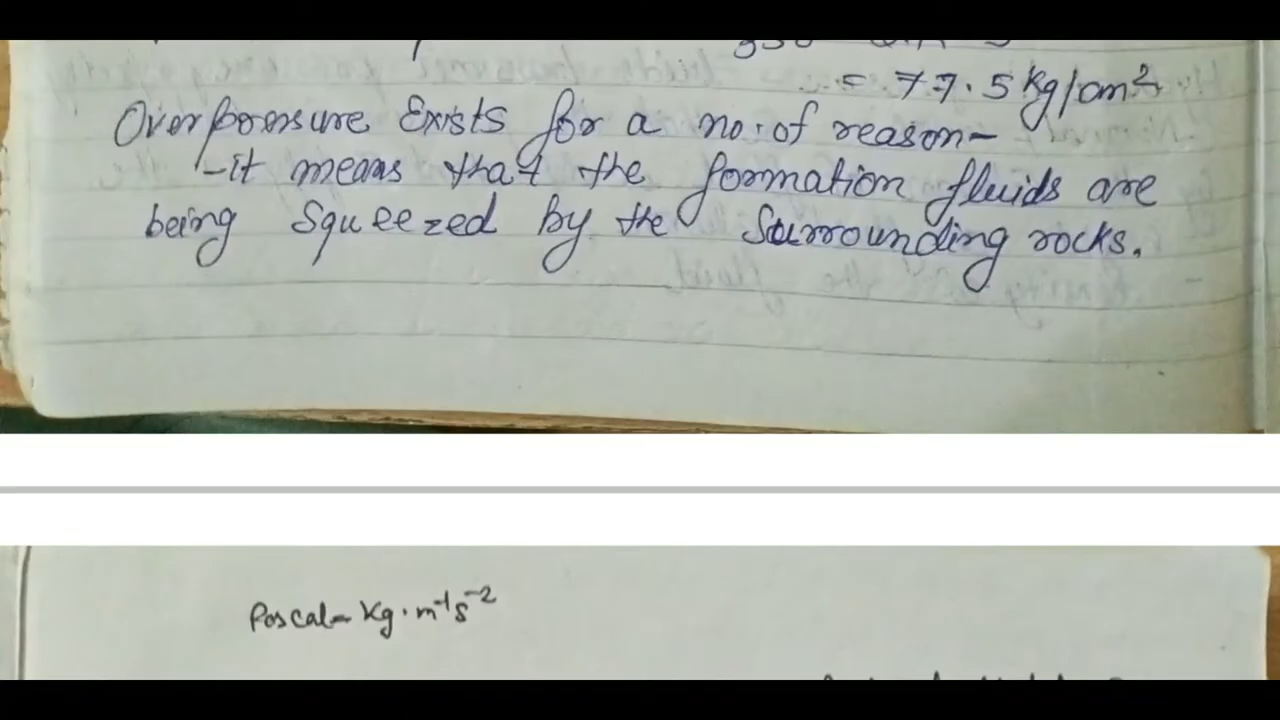 = 77.5 Kg/cm²
Overpressure Exists for a no. of reason-
-it means that the formation fluids are
being Squeezed by the Surrounding rocks.
Pascal = Kg·m⁻¹s⁻²